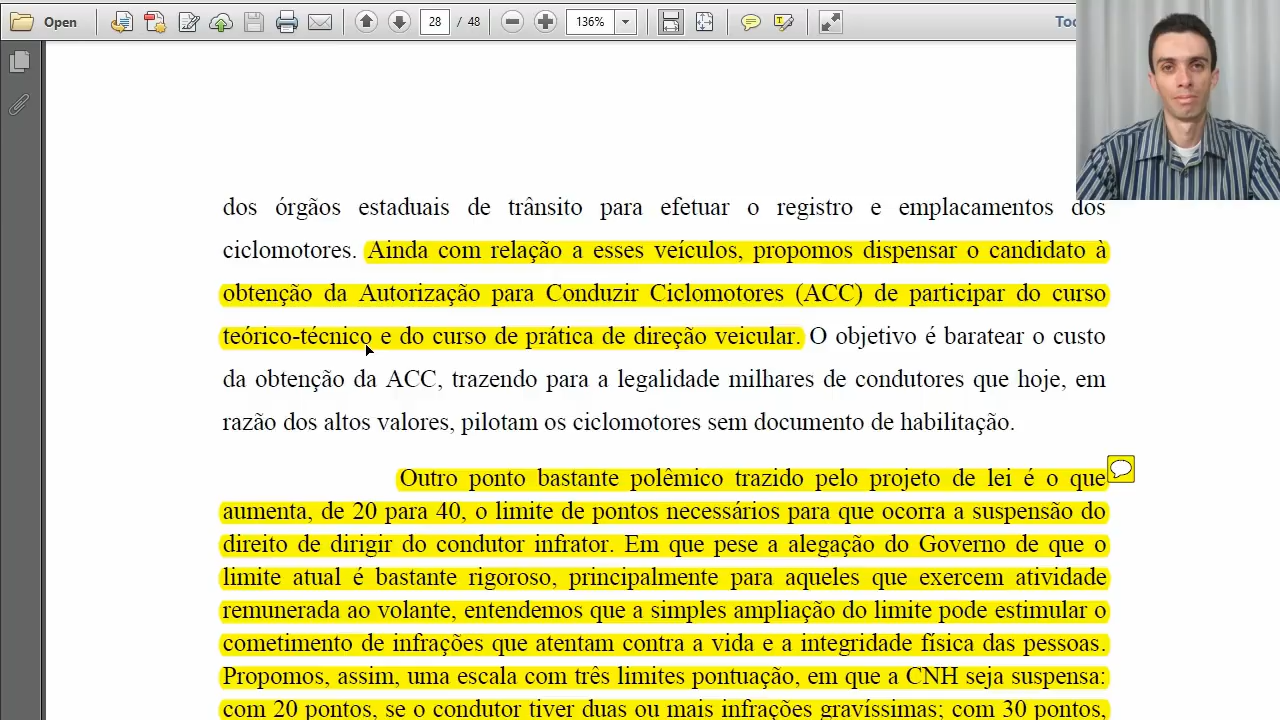 Open
28
/ 48
136%
Too
dos órgãos estaduais de trânsito para efetuar o registro e emplacamentos dos
ciclomotores. Ainda com relação a esses veículos, propomos dispensar o candidato à
obtenção da Autorização para Conduzir Ciclomotores (ACC) de participar do curso
teórico-técnico e do curso de prática de direção veicular. O objetivo é baratear o custo
da obtenção da ACC, trazendo para a legalidade milhares de condutores que hoje, em
razão dos altos valores, pilotam os ciclomotores sem documento de habilitação.
Outro ponto bastante polêmico trazido pelo projeto de lei é o que
aumenta, de 20 para 40, o limite de pontos necessários para que ocorra a suspensão do
direito de dirigir do condutor infrator. Em que pese a alegação do Governo de que o
limite atual é bastante rigoroso, principalmente para aqueles que exercem atividade
remunerada ao volante, entendemos que a simples ampliação do limite pode estimular o
cometimento de infrações que atentam contra a vida e a integridade física das pessoas.
Propomos, assim, uma escala com três limites pontuação, em que a CNH seja suspensa:
com 20 pontos, se o condutor tiver duas ou mais infrações gravíssimas; com 30 pontos,